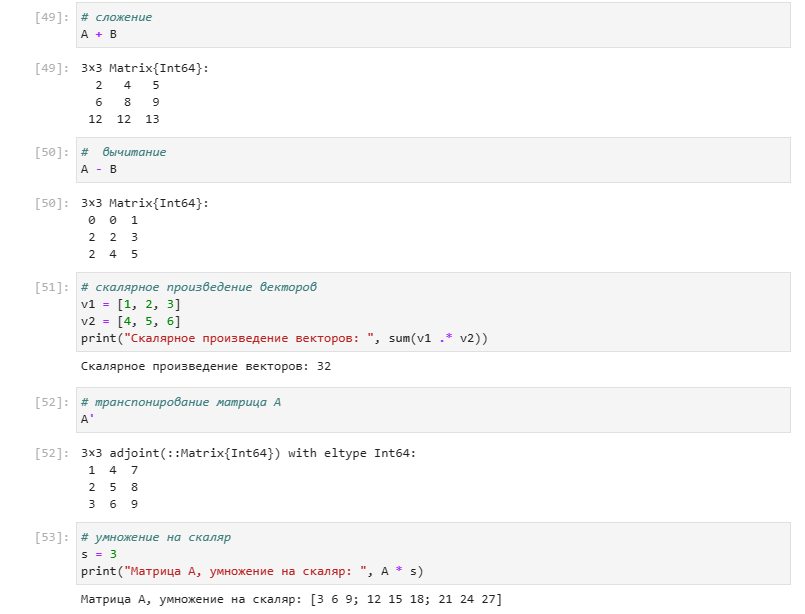 [49]: # сложение
A + B
[49]: 3×3 Matrix{Int64}:
2 4 5
6 8 9
12 12 13
[50]: # вычитание
A - B
[50]: 3×3 Matrix{Int64}:
0 0 1
2 2 3
2 4 5
[51]: # скалярное произведение векторов
v1 = [1, 2, 3]
v2 = [4, 5, 6]
print("Скалярное произведение векторов: ", sum(v1 .* v2))
Скалярное произведение векторов: 32
[52]: # транспонирование матрица A
A'
[52]: 3×3 adjoint(::Matrix{Int64}) with eltype Int64:
1 4 7
2 5 8
3 6 9
[53]: # умножение на скаляр
s = 3
print("Матрица A, умножение на скаляр: ", A * s)
Матрица A, умножение на скаляр: [3 6 9; 12 15 18; 21 24 27]